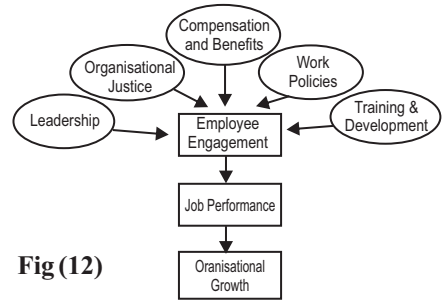 Compensation
and Benefits
Organisational
Justice
Work
Policies
Leadership
Training &
Development
Employee
Engagement
Job Performance
Oranisational
Growth
Fig (12)